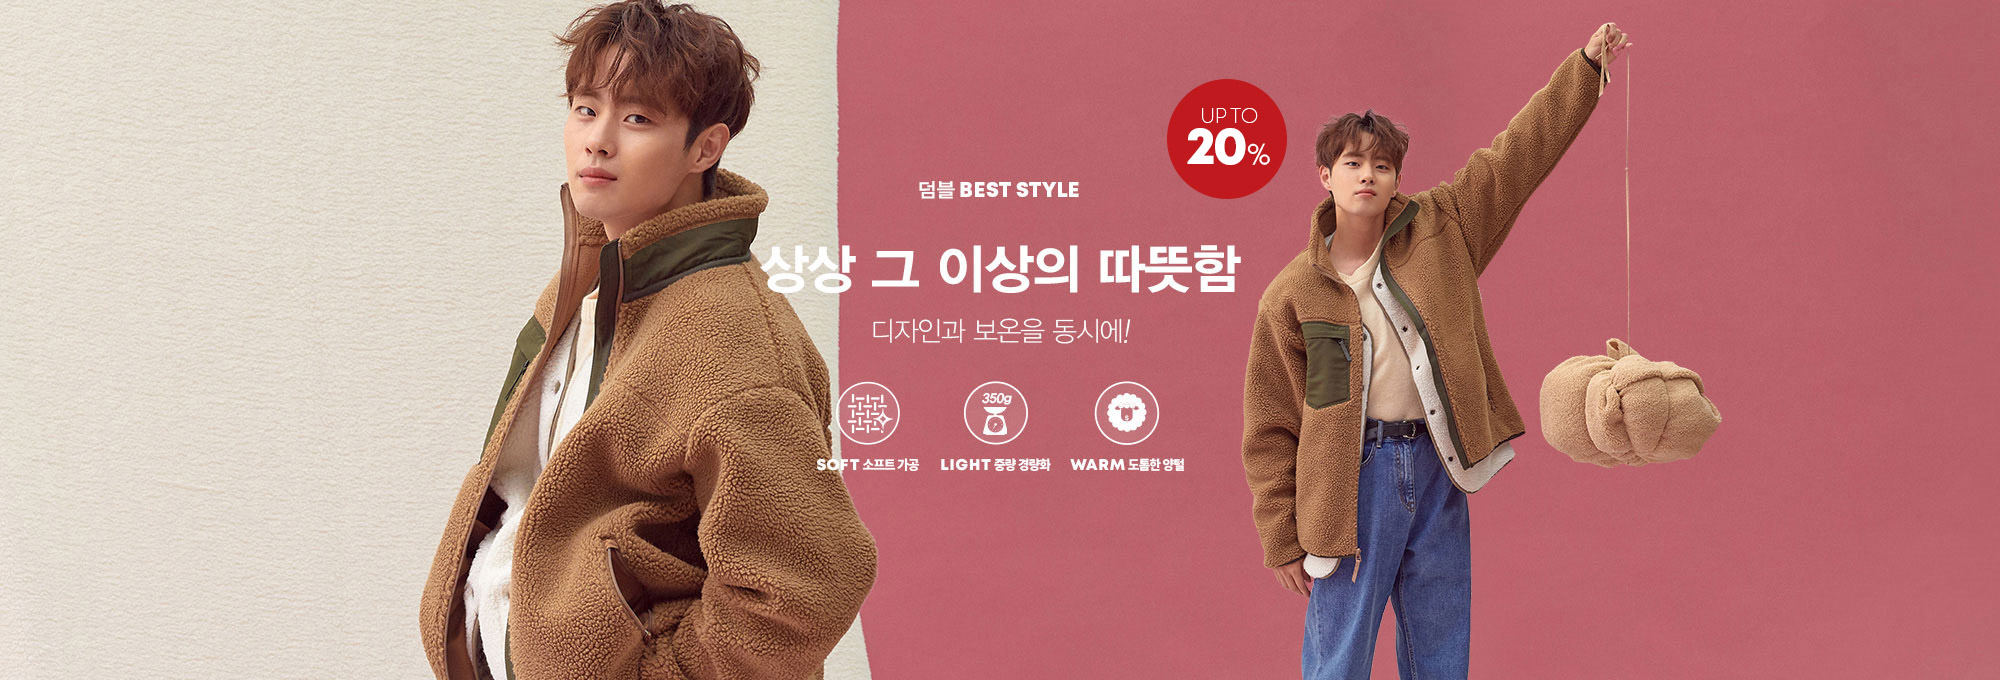 UP TO
20%
덤블 BEST STYLE
상상 그 이상의 따뜻함
디자인과 보온을 동시에!
350g
SOFT 소프트 가공
LIGHT 중량 경량화
WARM 도톰한 양털